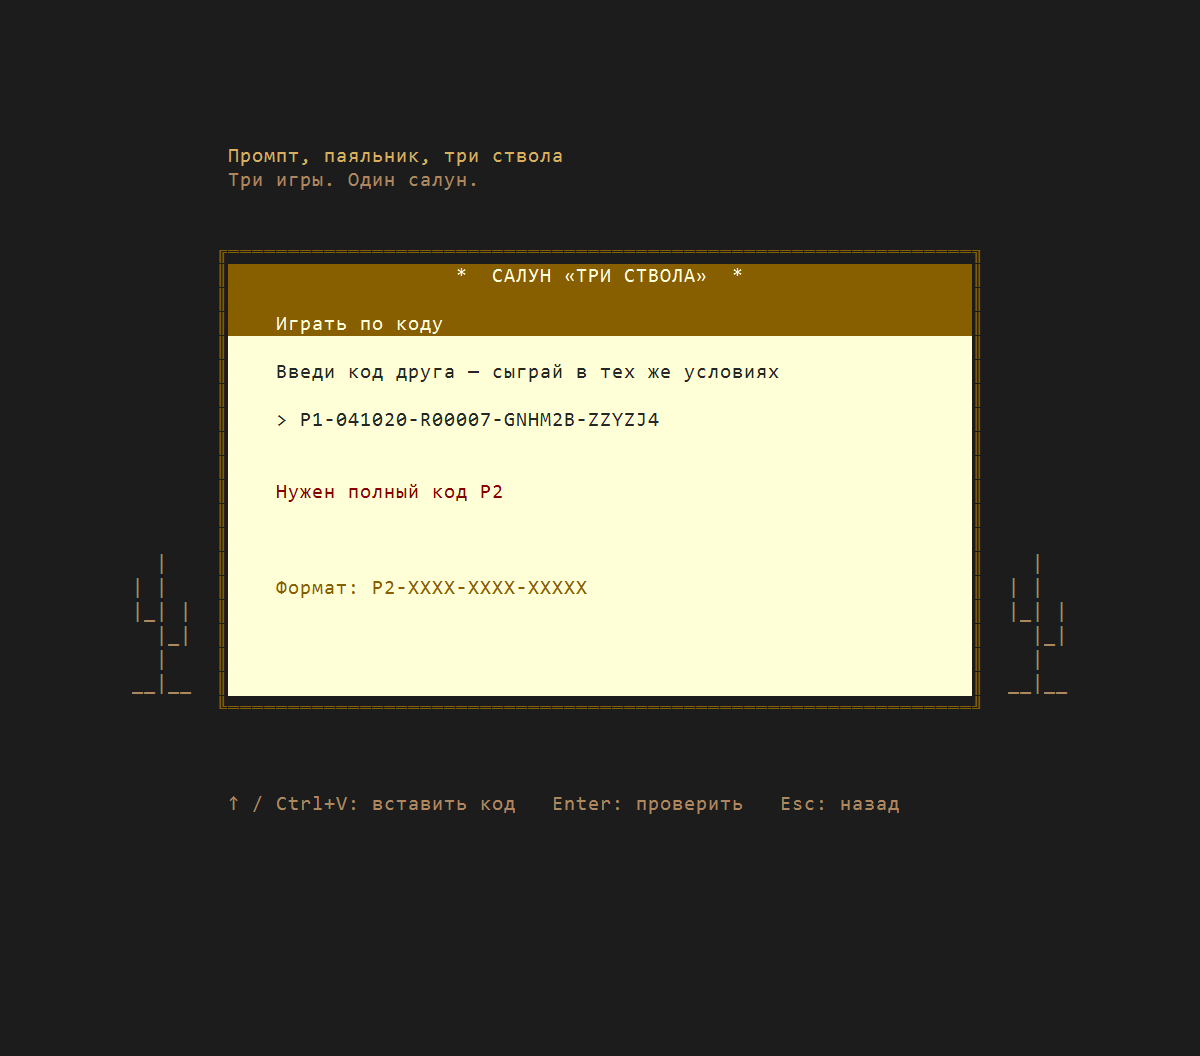 Промпт, паяльник, три ствола
Три игры. Один салун.
* САЛУН «ТРИ СТВОЛА» *
Играть по коду
Введи код друга — сыграй в тех же условиях
> P1-041020-R00007-GNHM2B-ZZYZJ4
Нужен полный код P2
Формат: P2-XXXX-XXXX-XXXXX
↑ / Ctrl+V: вставить код   Enter: проверить   Esc: назад